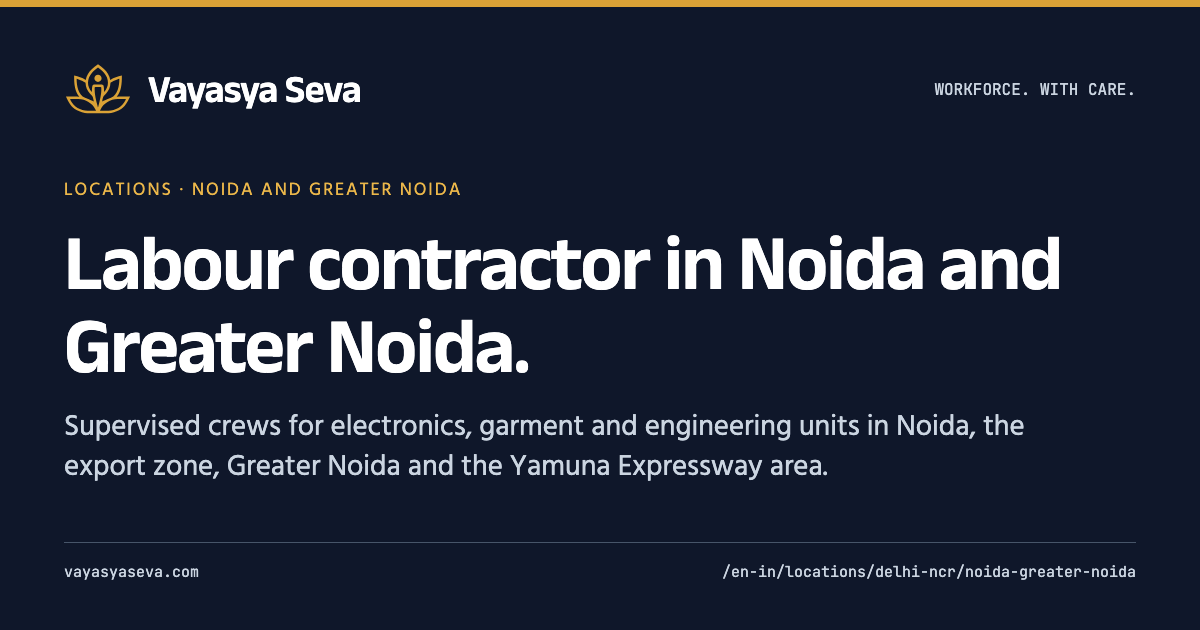 Vayasya Seva
WORKFORCE. WITH CARE.
LOCATIONS · NOIDA AND GREATER NOIDA
Labour contractor in Noida and
Greater Noida.
Supervised crews for electronics, garment and engineering units in Noida, the
export zone, Greater Noida and the Yamuna Expressway area.
vayasyaseva.com
/en-in/locations/delhi-ncr/noida-greater-noida